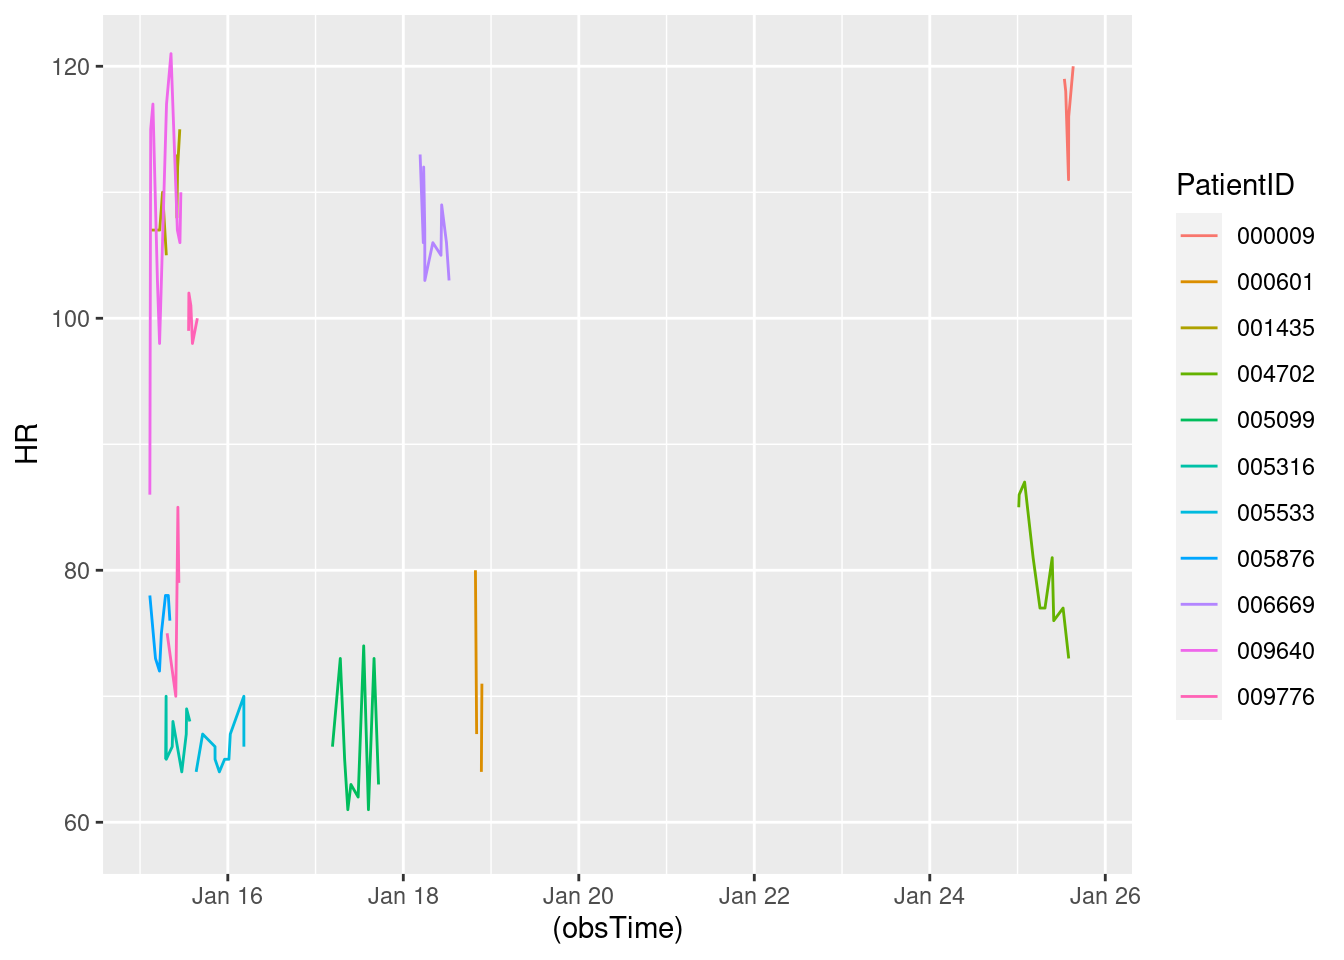 120
100
80
60
HR
Jan 16
Jan 18
Jan 20
Jan 22
Jan 24
Jan 26
(obsTime)
PatientID
000009
000601
001435
004702
005099
005316
005533
005876
006669
009640
009776